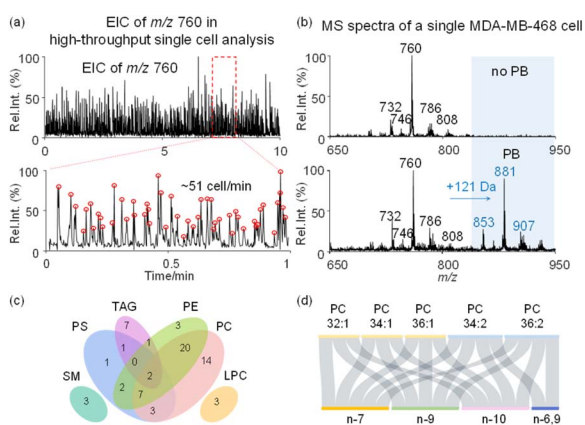 (a)
EIC of m/z 760 in
high-throughput single cell analysis
EIC of m/z 760
Rel.Int. (%)
100
50
0
0
5
10
~51 cell/min
Rel.Int. (%)
100
50
0
0
0.5
1
Time/min
(b)
MS spectra of a single MDA-MB-468 cell
no PB
Rel.Int. (%)
100
50
0
760
732
746
786
808
650
840
950
PB
Rel.Int. (%)
100
50
0
760
732
746
786
808
+121 Da
881
853
907
650
840
950
m/z
(c)
TAG
PE
PS
PC
SM
LPC
7
3
1
1
1
0
20
14
2
2
7
3
3
3
(d)
PC
32:1
PC
34:1
PC
36:1
PC
34:2
PC
36:2
n-7
n-9
n-10
n-6,9